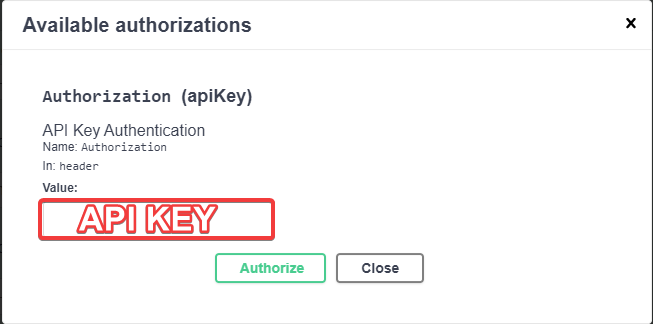 Available authorizations x
Authorization (apiKey)
API Key Authentication
Name: Authorization
In: header
Value:
API KEY
Authorize Close